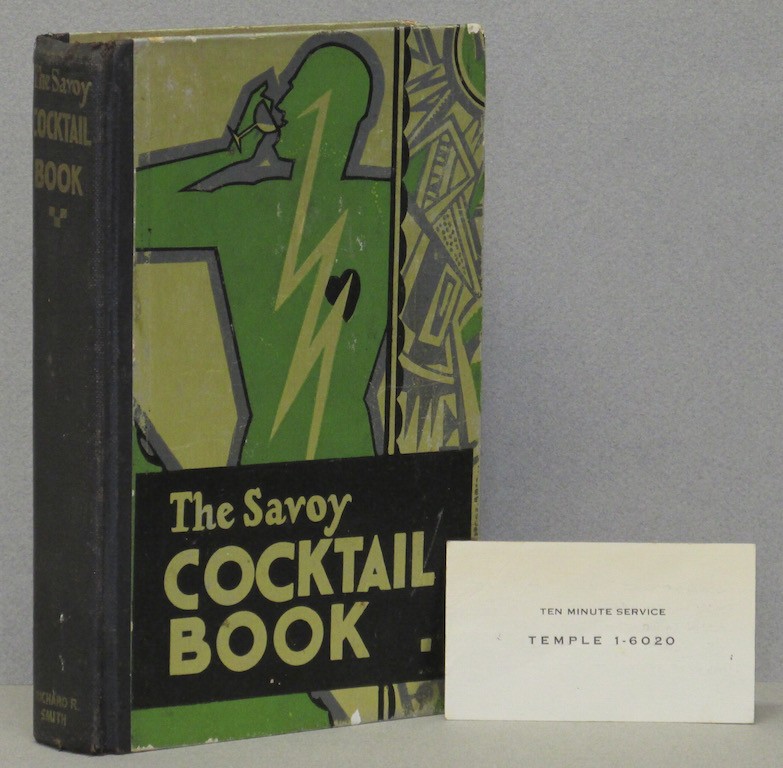 The Savoy
COCKTAIL
BOOK
RICHARD R.
SMITH
The Savoy
COCKTAIL
BOOK
TEN MINUTE SERVICE
TEMPLE 1-6020